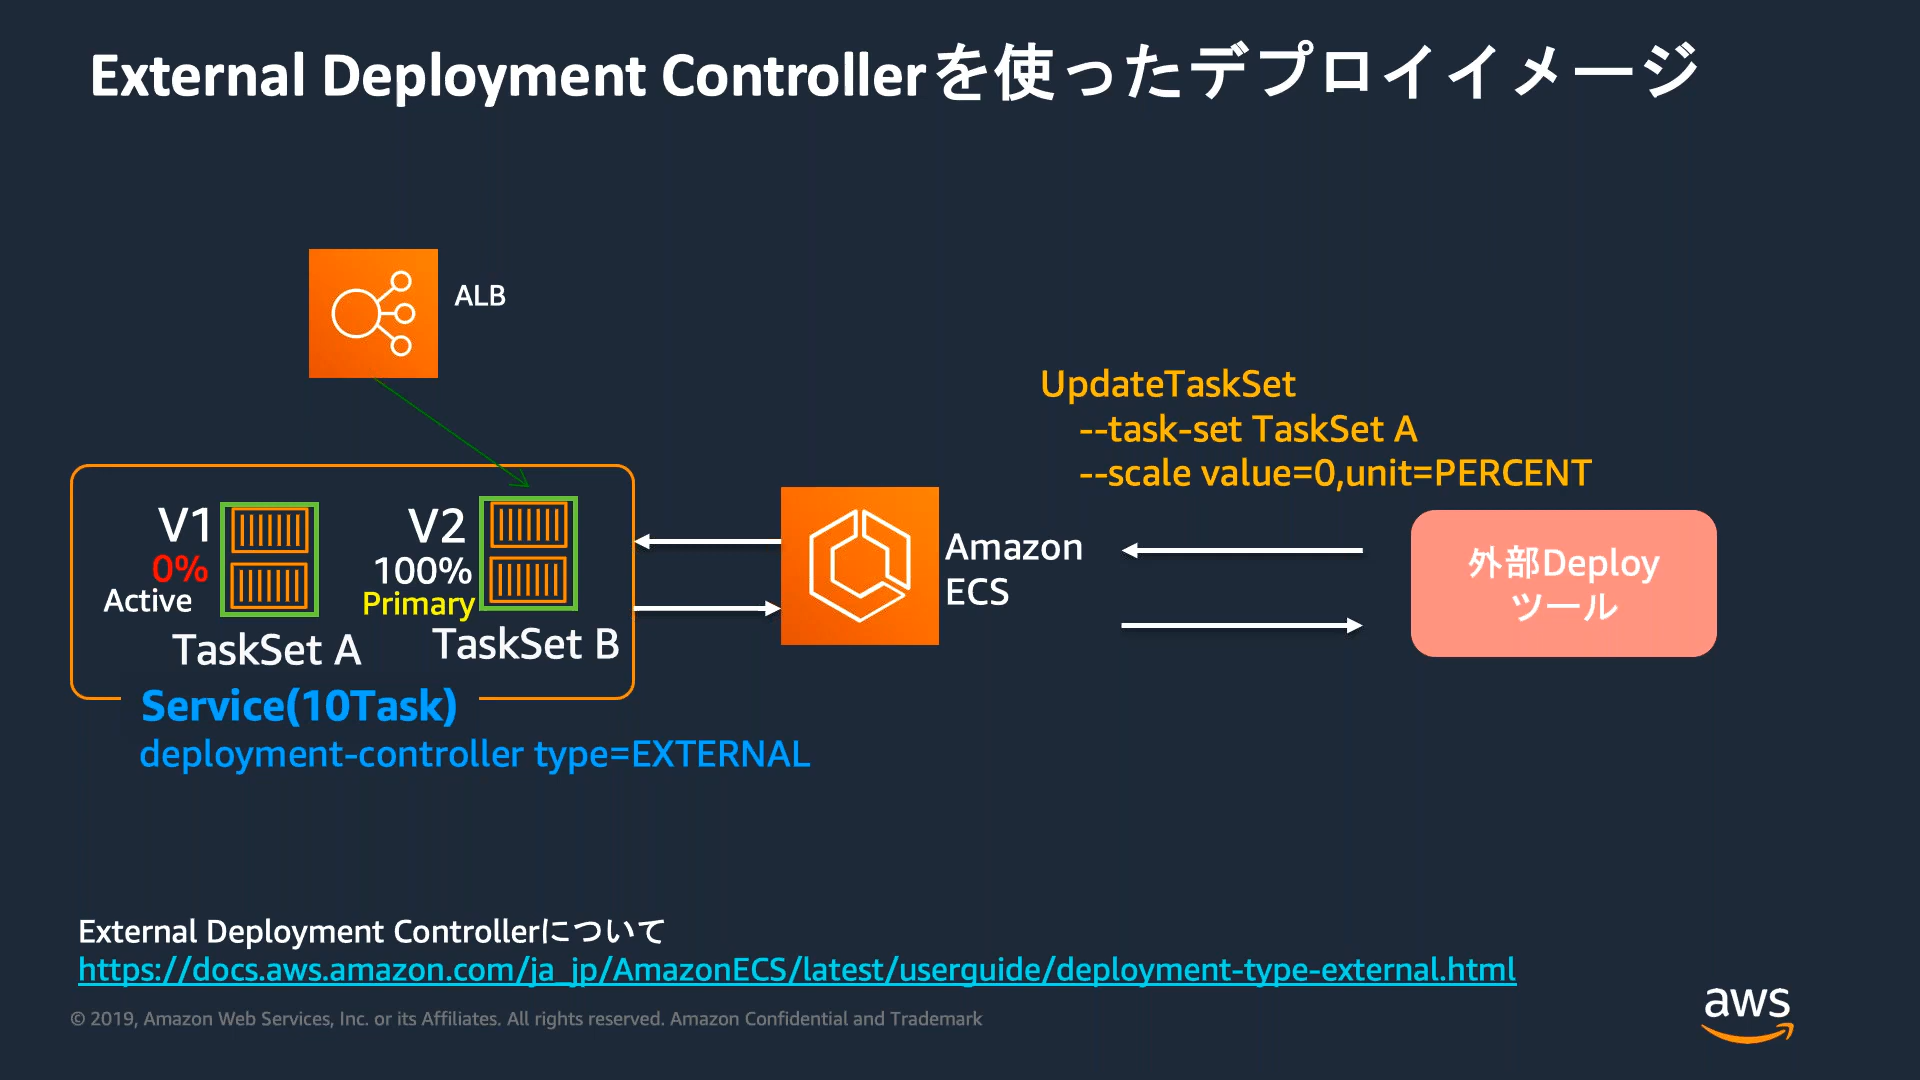 External Deployment Controllerを使ったデプロイイメージ
ALB
UpdateTaskSet
--task-set TaskSet A
--scale value=0,unit=PERCENT
V1
0%
Active
TaskSet A
V2
100%
Primary
TaskSet B
Amazon
ECS
外部Deploy
ツール
Service(10Task)
deployment-controller type=EXTERNAL
External Deployment Controllerについて
https://docs.aws.amazon.com/ja_jp/AmazonECS/latest/userguide/deployment-type-external.html
© 2019, Amazon Web Services, Inc. or its Affiliates. All rights reserved. Amazon Confidential and Trademark
aws